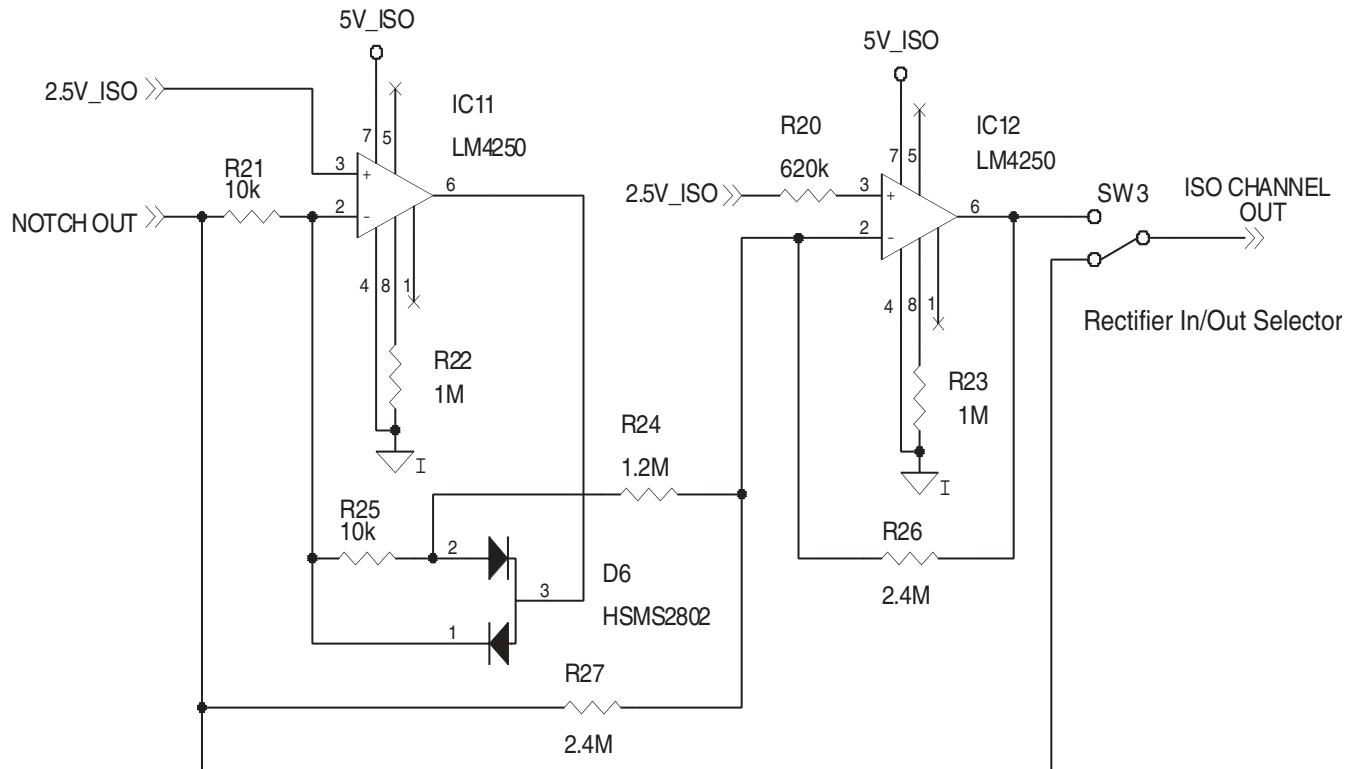 5V_ISO
2.5V_ISO
IC11
LM4250
7
5
3
+
6
2
-
R21
10k
NOTCH OUT
4
8
1
R22
1M
I
5V_ISO
R20
620k
IC12
LM4250
7
5
2.5V_ISO
3
+
6
2
-
SW3
ISO CHANNEL
OUT
4
8
1
Rectifier In/Out Selector
R23
1M
I
R24
1.2M
R25
10k
2
3
1
D6
HSMS2802
R26
2.4M
R27
2.4M